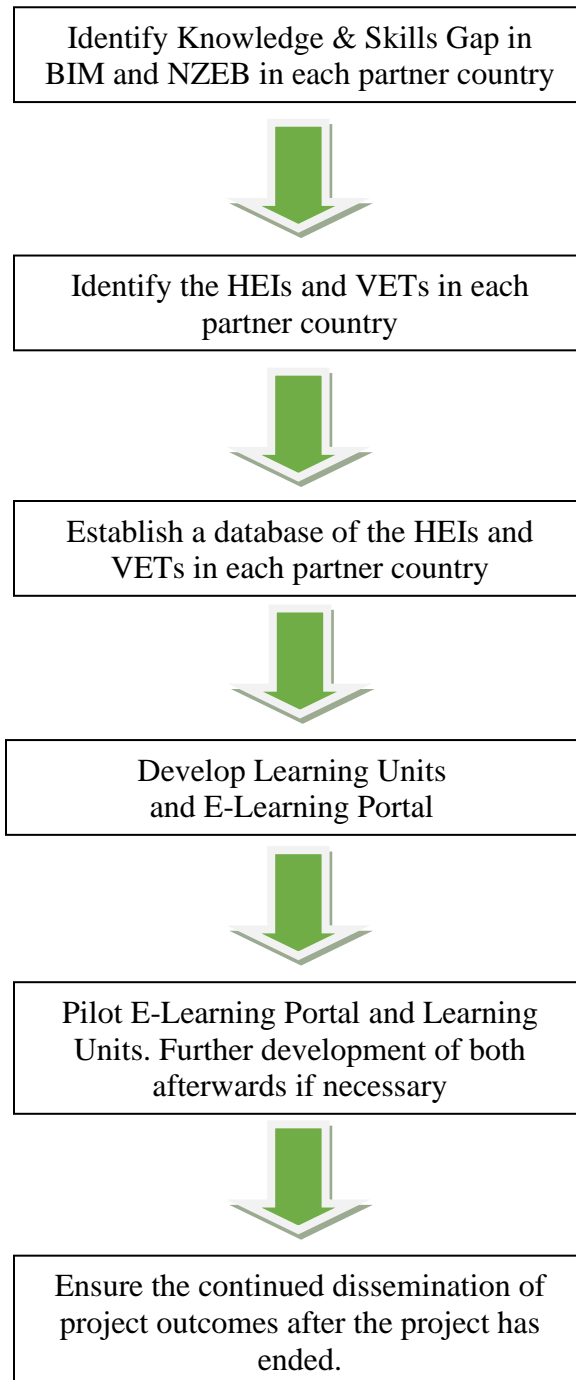 Identify Knowledge & Skills Gap in
BIM and NZEB in each partner country
Identify the HEIs and VETs in each
partner country
Establish a database of the HEIs and
VETs in each partner country
Develop Learning Units
and E-Learning Portal
Pilot E-Learning Portal and Learning
Units. Further development of both
afterwards if necessary
Ensure the continued dissemination of
project outcomes after the project has
ended.